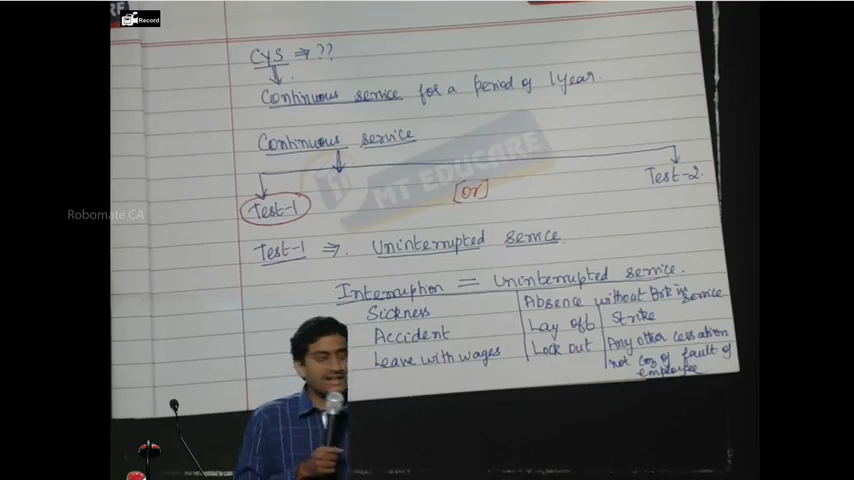 RF
Record
CYS ⇒ ??
Continuous service for a period of 1 year.
Continuous service
Test-1
[or]
Test-2
MT EDUCARE
Robomate CA
Test-1 ⇒ Uninterrupted service
Interruption = Uninterrupted service.
Sickness
Accident
Leave with wages
Absence without Brk in service
Lay off
Lock out
Strike
Any other cessation
not coz of fault of
employee